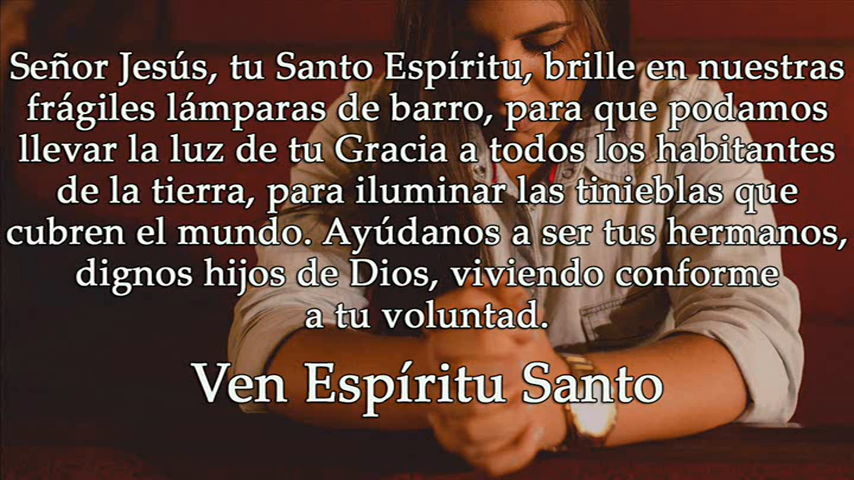 Señor Jesús, tu Santo Espíritu, brille en nuestras
frágiles lámparas de barro, para que podamos
llevar la luz de tu Gracia a todos los habitantes
de la tierra, para iluminar las tinieblas que
cubren el mundo. Ayúdanos a ser tus hermanos,
dignos hijos de Dios, viviendo conforme
a tu voluntad.
Ven Espíritu Santo